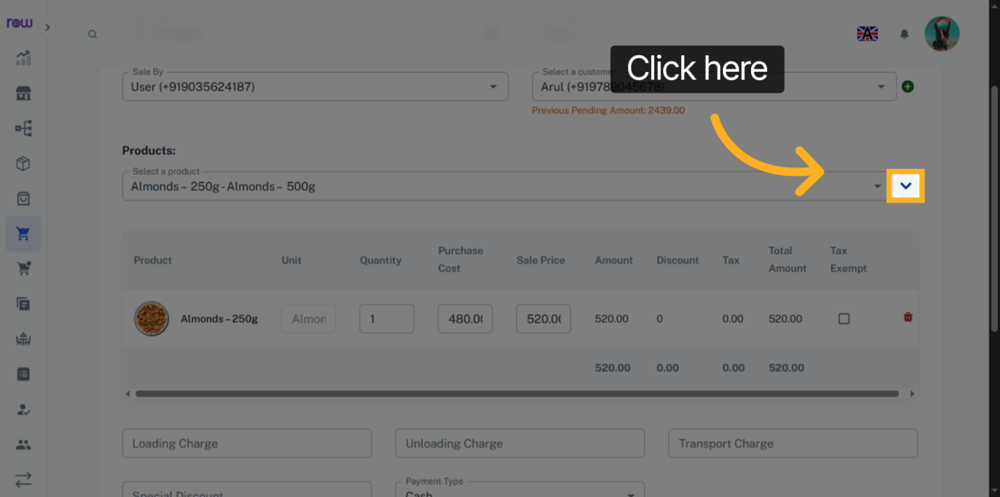 row
Click here
Sale By
User (+919035624187)
Select a customer
Arul (+919789045678)
Previous Pending Amount: 2439.00
Products:
Select a product
Almonds – 250g - Almonds – 500g
Product Unit Quantity Purchase Cost Sale Price Amount Discount Tax Total Amount Tax Exempt
Almonds – 250g Almon 1 480.0 520.0 520.00 0 0.00 520.00
520.00 0.00 0.00 520.00
Loading Charge Unloading Charge Transport Charge
Special Discount
Payment Type
Cash